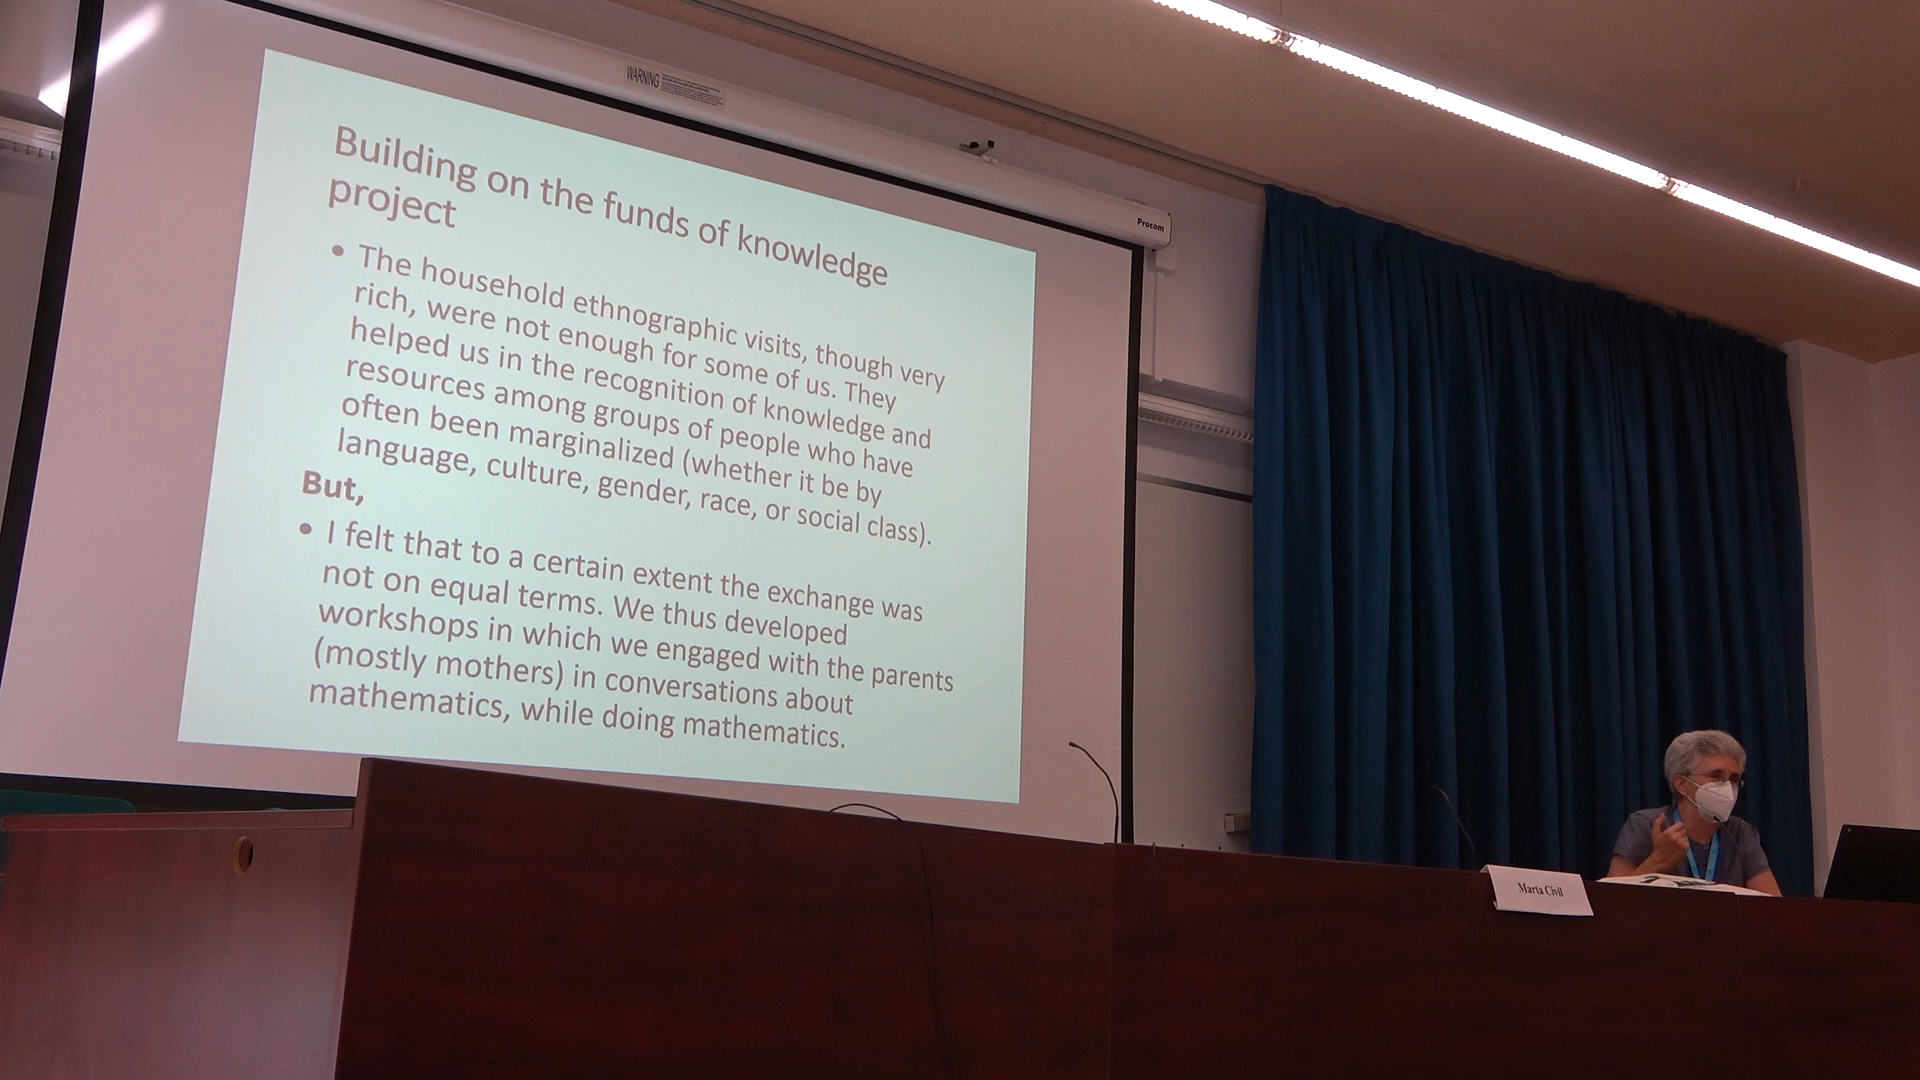 WARNING
Procom
Building on the funds of knowledge
project
• The household ethnographic visits, though very
rich, were not enough for some of us. They
helped us in the recognition of knowledge and
resources among groups of people who have
often been marginalized (whether it be by
language, culture, gender, race, or social class).
But,
• I felt that to a certain extent the exchange was
not on equal terms. We thus developed
workshops in which we engaged with the parents
(mostly mothers) in conversations about
mathematics, while doing mathematics.
Marta Civil